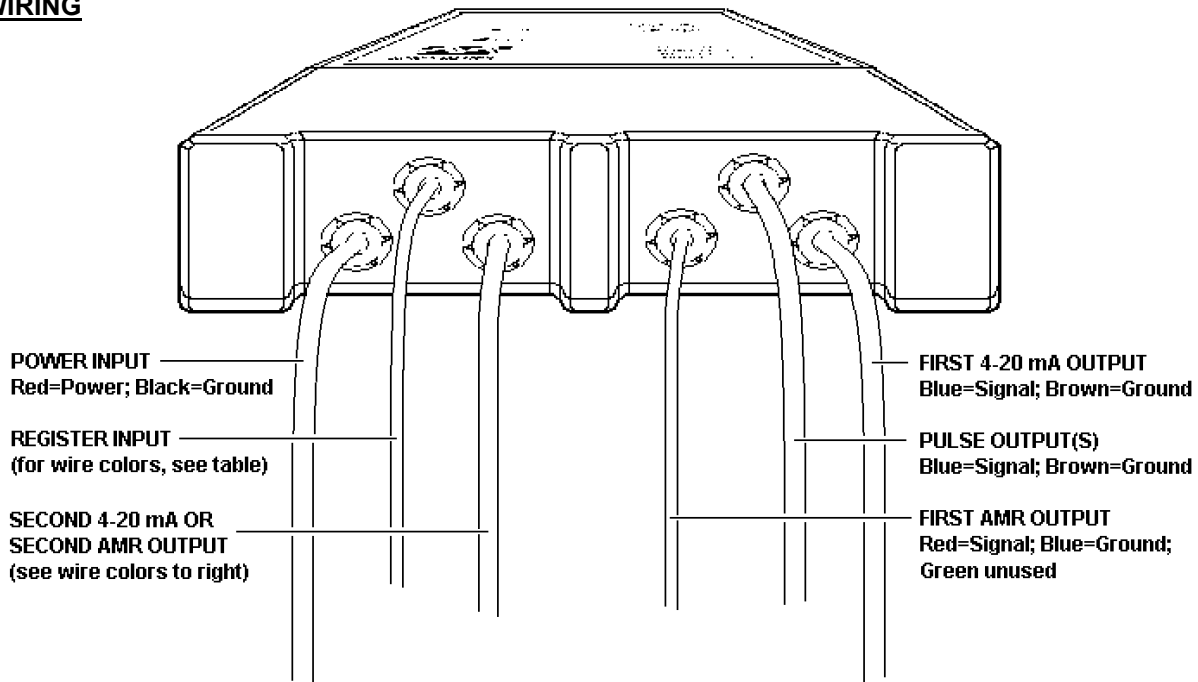 WIRING
POWER INPUT
Red=Power; Black=Ground
REGISTER INPUT
(for wire colors, see table)
SECOND 4-20 mA OR
SECOND AMR OUTPUT
(see wire colors to right)
FIRST 4-20 mA OUTPUT
Blue=Signal; Brown=Ground
PULSE OUTPUT(S)
Blue=Signal; Brown=Ground
FIRST AMR OUTPUT
Red=Signal; Blue=Ground;
Green unused